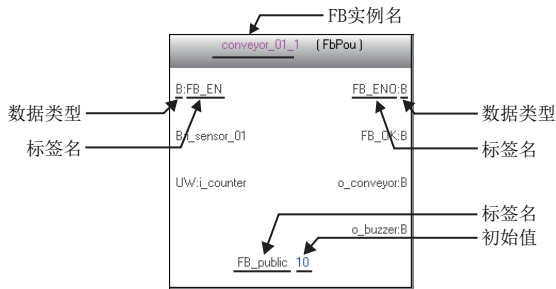 FB实例名
conveyor_01_1 (FbPou)
B:FB_EN FB_ENO:B
数据类型 数据类型
标签名 标签名
B:i_sensor_01 FB_OK:B
UW:i_counter o_conveyor:B
标签名
o_buzzer:B
初始值
FB_public 10